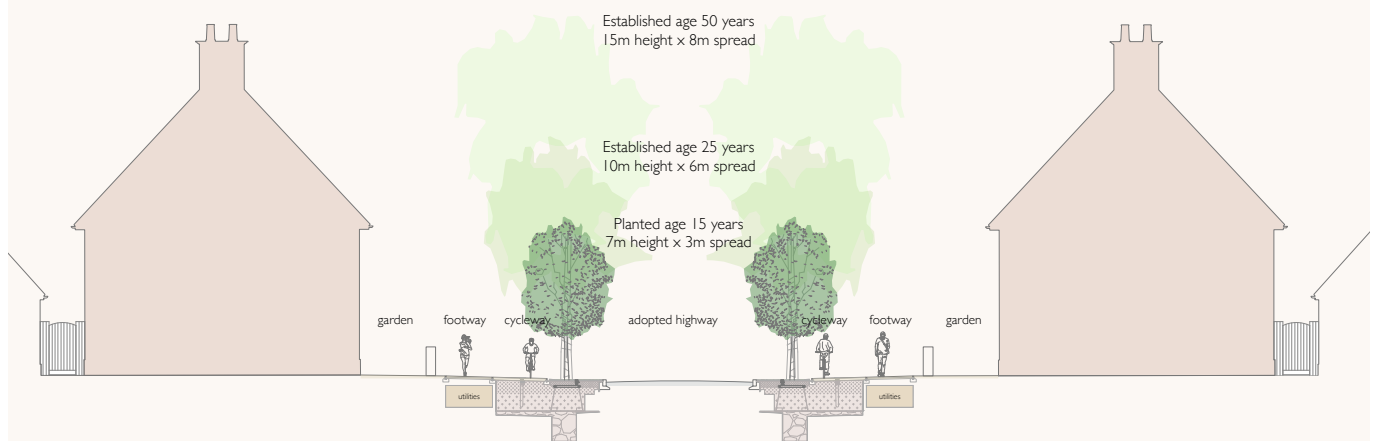 Established age 50 years
15m height x 8m spread
Established age 25 years
10m height x 6m spread
Planted age 15 years
7m height x 3m spread
garden
footway
cycleway
adopted highway
cycleway
footway
garden
utilities
utilities